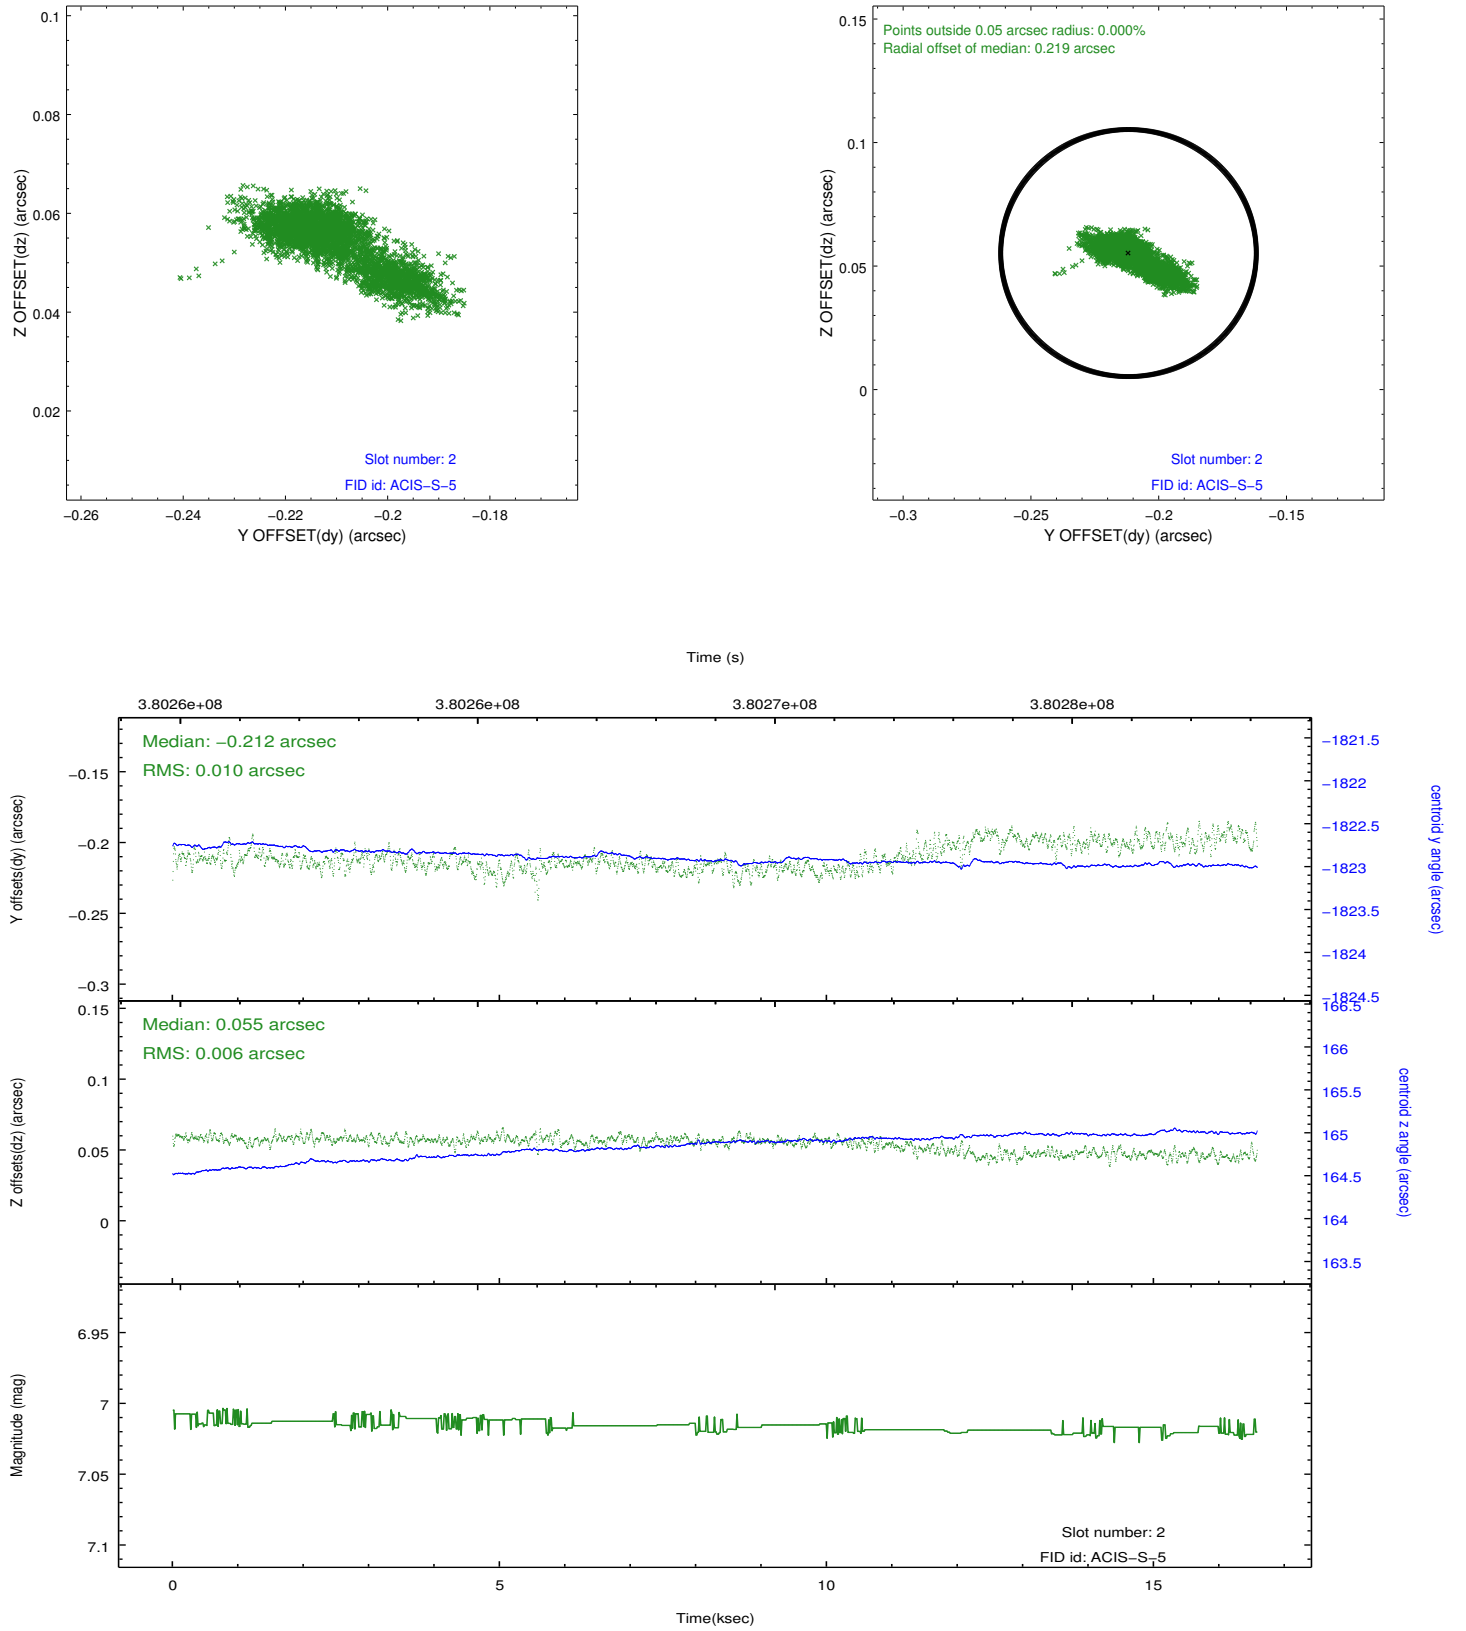 0.1
0.08
0.06
0.04
0.02
Z OFFSET(dz) (arcsec)
Slot number: 2
FID id: ACIS−S−5
−0.26 −0.24 −0.22 −0.2 −0.18
Y OFFSET(dy) (arcsec)
0.15
0.1
0.05
0
Z OFFSET(dz) (arcsec)
Points outside 0.05 arcsec radius: 0.000%
Radial offset of median: 0.219 arcsec
Slot number: 2
FID id: ACIS−S−5
−0.3 −0.25 −0.2 −0.15
Y OFFSET(dy) (arcsec)
Time (s)
3.8026e+08 3.8026e+08 3.8027e+08 3.8028e+08
Median: −0.212 arcsec
RMS: 0.010 arcsec
−0.15
−0.2
−0.25
−0.3
Y offsets(dy) (arcsec)
−1821.5
−1822
−1822.5
−1823
−1823.5
−1824
−1824.5
centroid y angle (arcsec)
Median: 0.055 arcsec
RMS: 0.006 arcsec
0.15
0.1
0.05
0
Z offsets(dz) (arcsec)
166.5
166
165.5
165
164.5
164
163.5
centroid z angle (arcsec)
6.95
7
7.05
7.1
Magnitude (mag)
Slot number: 2
FID id: ACIS−S−5
0 5 10 15
Time(ksec)